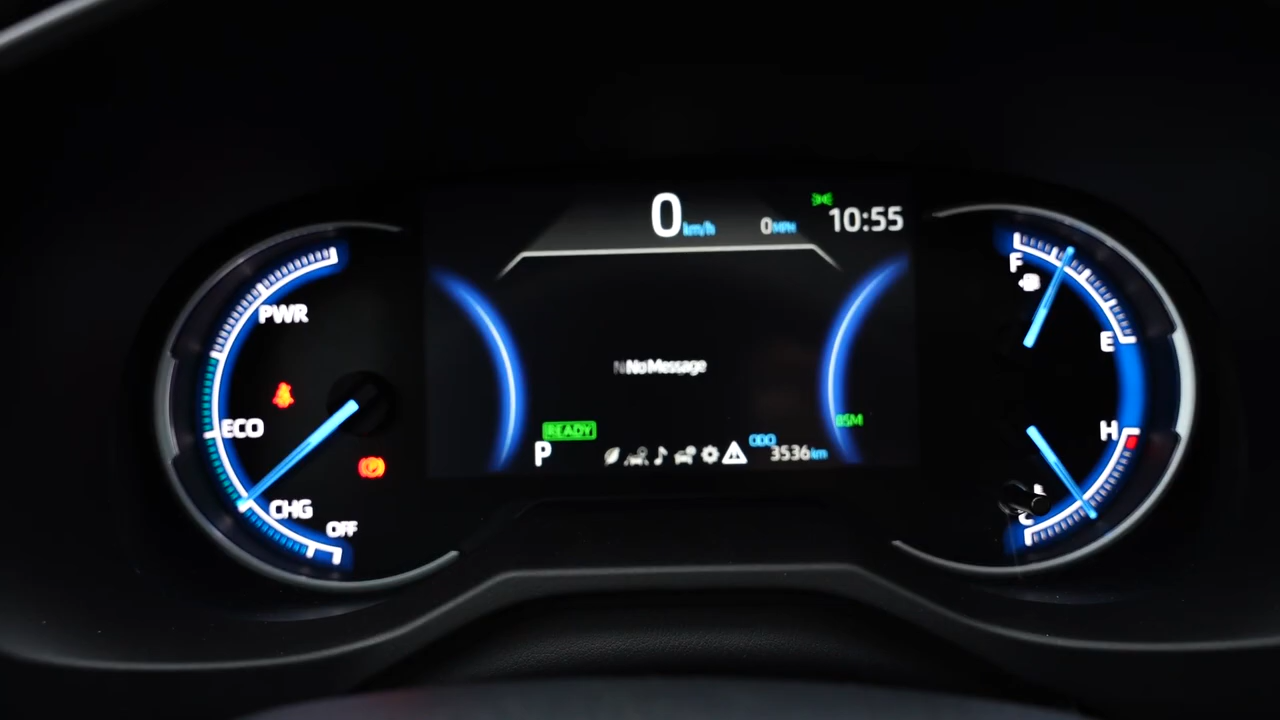 0 km/h
0 MPH
10:55
PWR
ECO
CHG
OFF
No Message
READY
P
ODO
3536 km
BSM
F
E
H
C